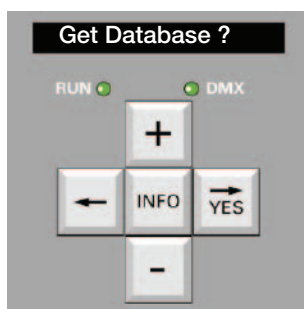 Get Database ?
RUN DMX
+
INFO YES
-